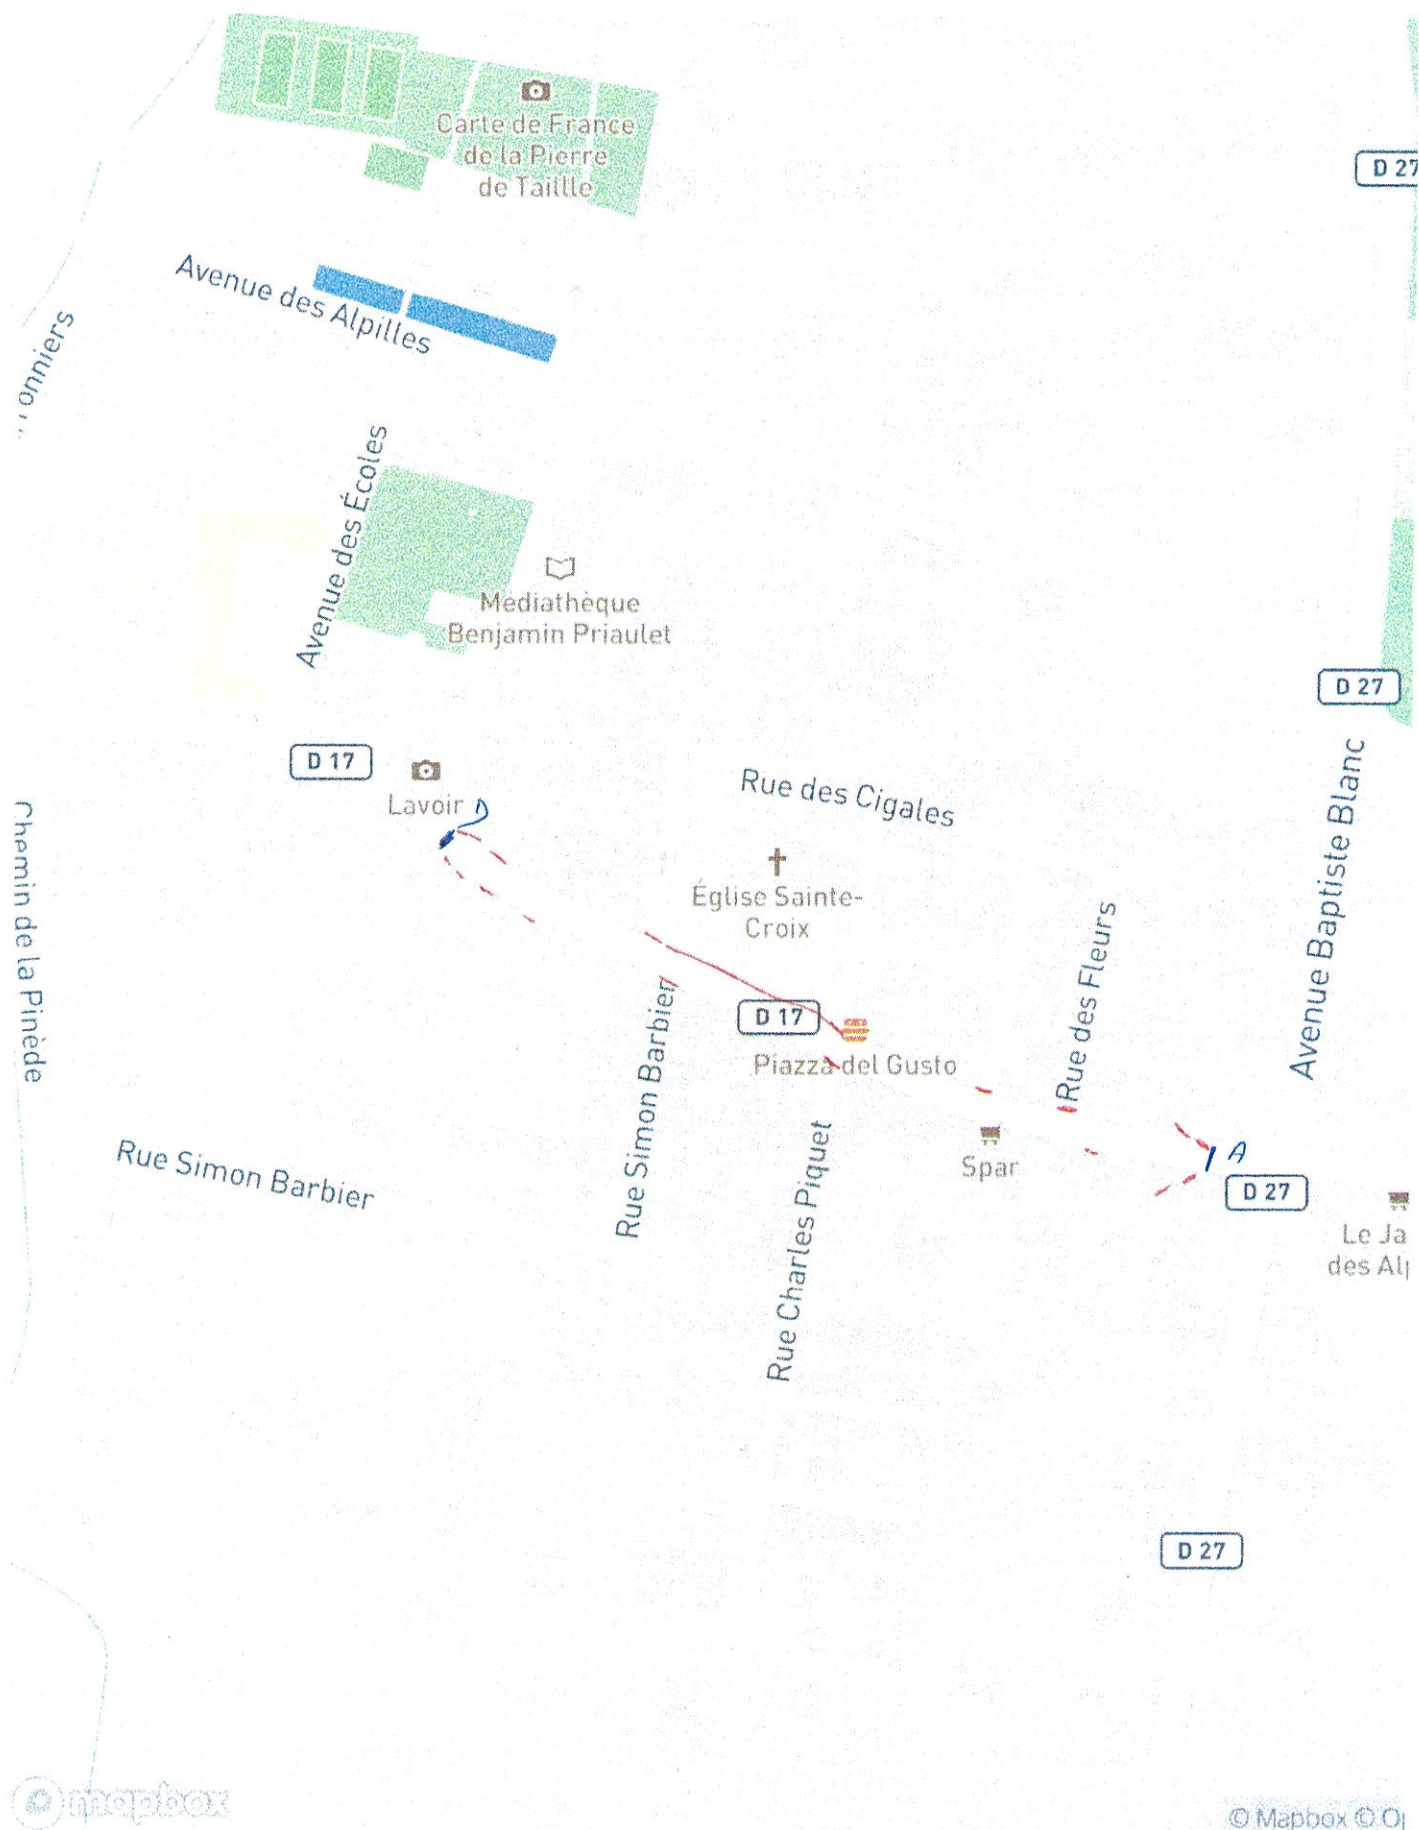 Carte de France
de la Pierre
de Taillle
D 27
Avenue des Alpilles
onniers
Avenue des Écoles
Médiathèque
Benjamin Priaulet
D 27
D 17
Lavoir
D
Rue des Cigales
Avenue Baptiste Blanc
Chemin de la Pinède
Église Sainte-
Croix
Rue des Fleurs
D 17
Piazza del Gusto
Rue Simon Barbier
Rue Charles Piquet
Spar
A
D 27
Rue Simon Barbier
Le Ja
des Al
D 27
mapbox
© Mapbox © O